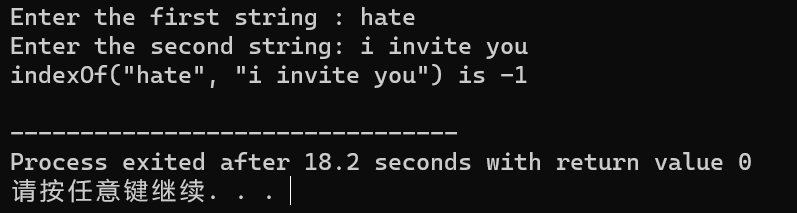 Enter the first string : hate
Enter the second string: i invite you
indexOf("hate", "i invite you") is -1
--------------------------------
Process exited after 18.2 seconds with return value 0
请按任意键继续. . .